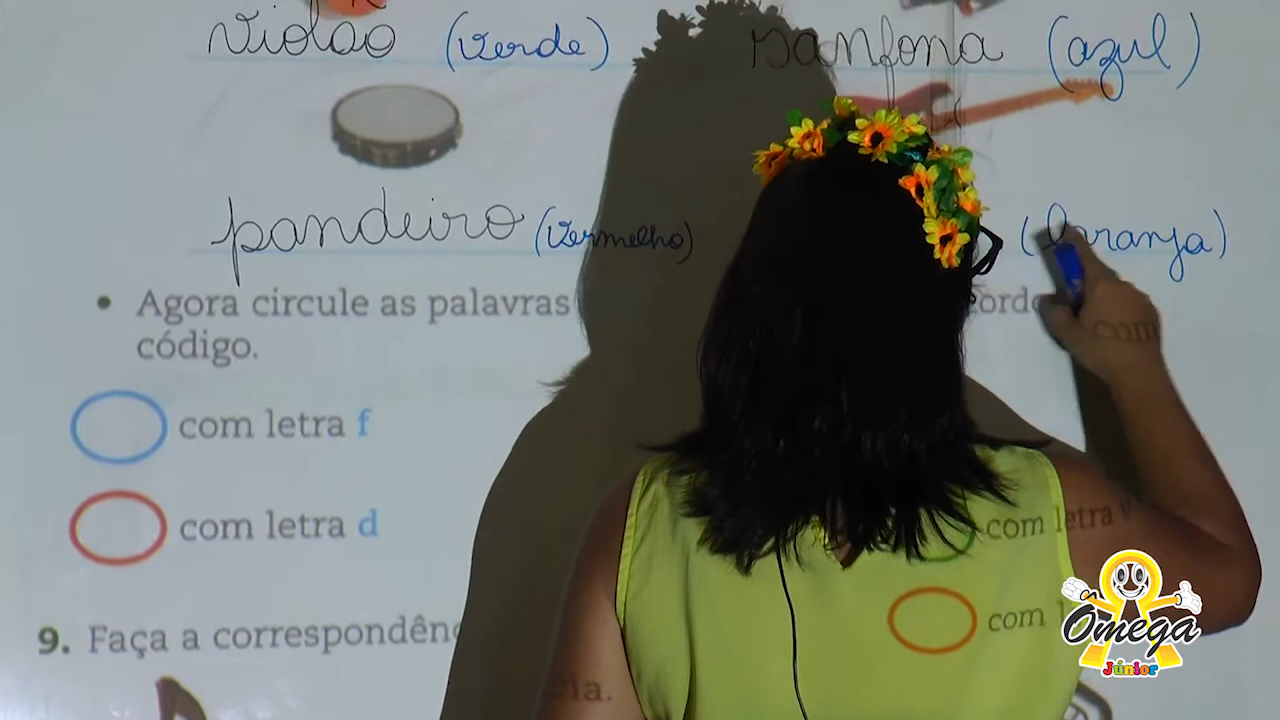 violão (verde) sanfona (azul)
pandeiro (vermelho) (laranja)
• Agora circule as palavras
com
código.
com letra f
com letra d
com letra v
com
9. Faça a
Ômega
Júnior